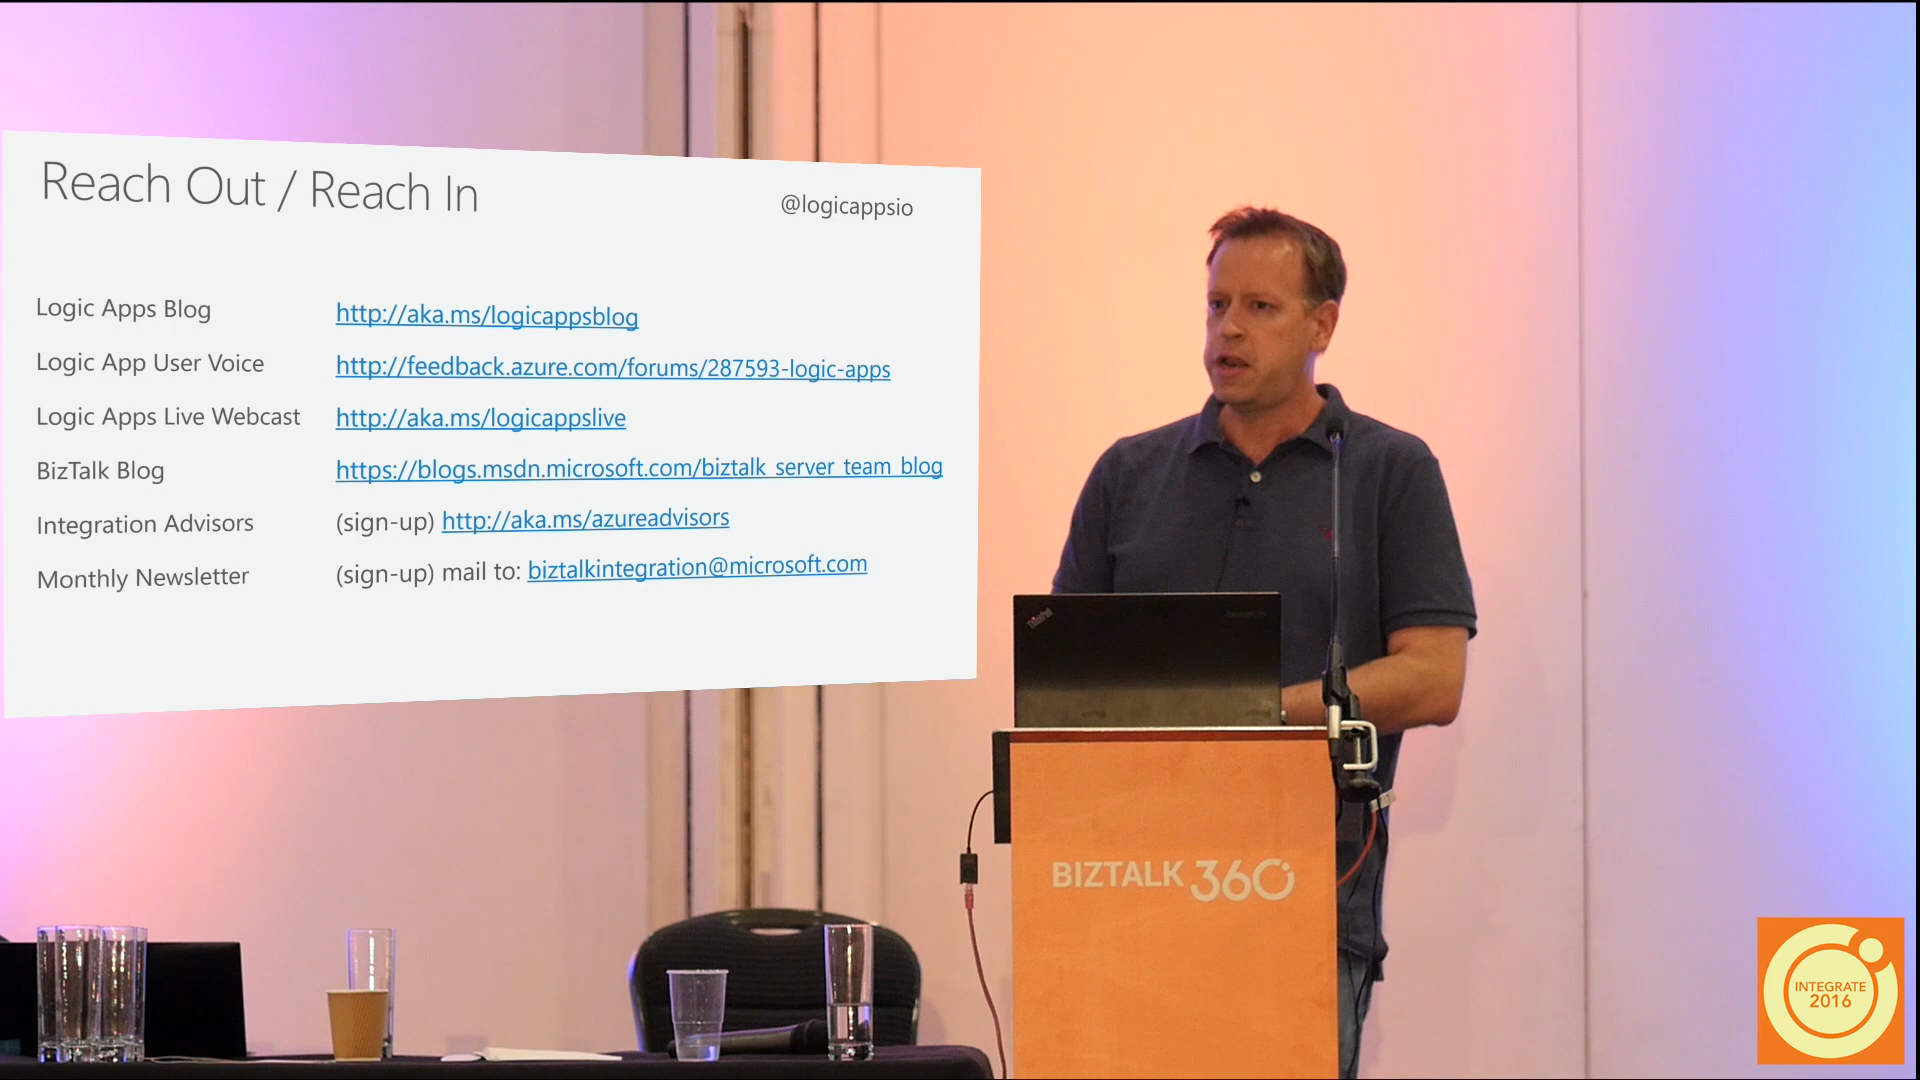 Reach Out / Reach In
@logicappsio
Logic Apps Blog http://aka.ms/logicappsblog
Logic App User Voice http://feedback.azure.com/forums/287593-logic-apps
Logic Apps Live Webcast http://aka.ms/logicappslive
BizTalk Blog https://blogs.msdn.microsoft.com/biztalk_server_team_blog
Integration Advisors (sign-up) http://aka.ms/azureadvisors
Monthly Newsletter (sign-up) mail to: biztalkintegration@microsoft.com
ThinkPad
BIZTALK 360
INTEGRATE
2016